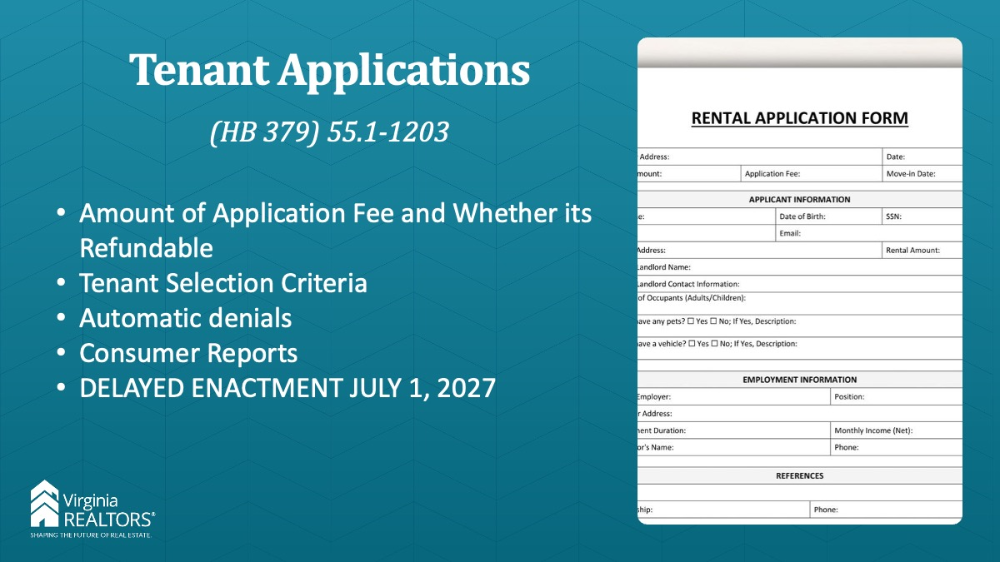 Tenant Applications
(HB 379) 55.1-1203
• Amount of Application Fee and Whether its
Refundable
• Tenant Selection Criteria
• Automatic denials
• Consumer Reports
• DELAYED ENACTMENT JULY 1, 2027
Virginia
REALTORS®
SHAPING THE FUTURE OF REAL ESTATE.
RENTAL APPLICATION FORM
Address: Date:
mount: Application Fee: Move-in Date:
APPLICANT INFORMATION
e: Date of Birth: SSN:
Email:
Address: Rental Amount:
Landlord Name:
Landlord Contact Information:
of Occupants (Adults/Children):
ave any pets? ☐ Yes ☐ No; If Yes, Description:
ave a vehicle? ☐ Yes ☐ No; If Yes, Description:
EMPLOYMENT INFORMATION
Employer: Position:
r Address:
ment Duration: Monthly Income (Net):
or's Name: Phone:
REFERENCES
ship: Phone: